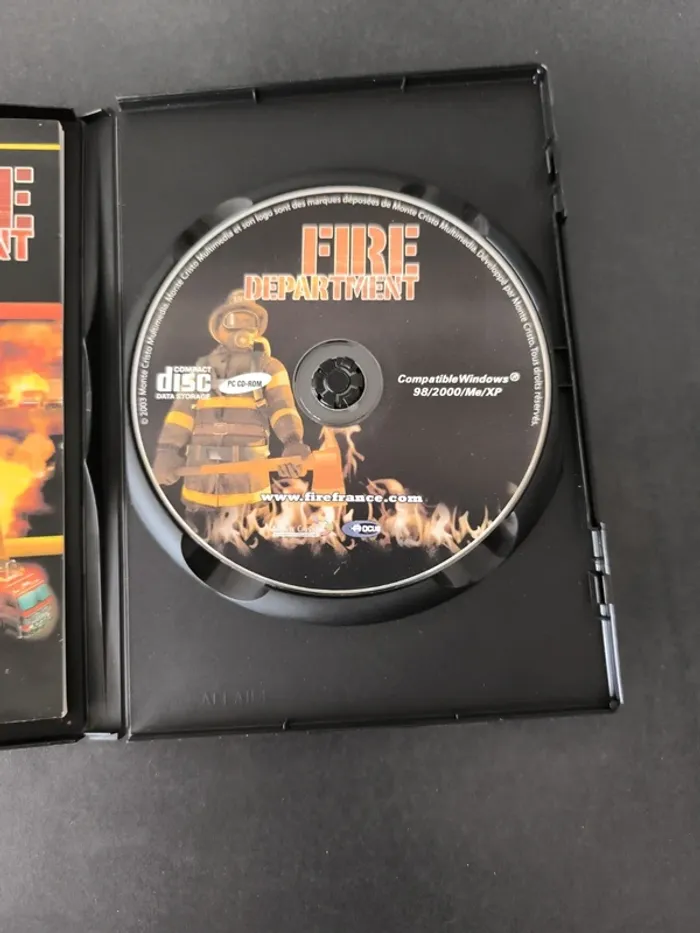 FIRE
DEPARTMENT
© 2003 Monte Cristo Multimedia. Monte Cristo Multimedia et son logo sont des marques déposées de Monte Cristo Multimedia. Développé par Monte Cristo. Tous droits réservés.
COMPACT
disc
DATA STORAGE
PC CD-ROM
Compatible Windows®
98/2000/Me/XP
www.firefrance.com